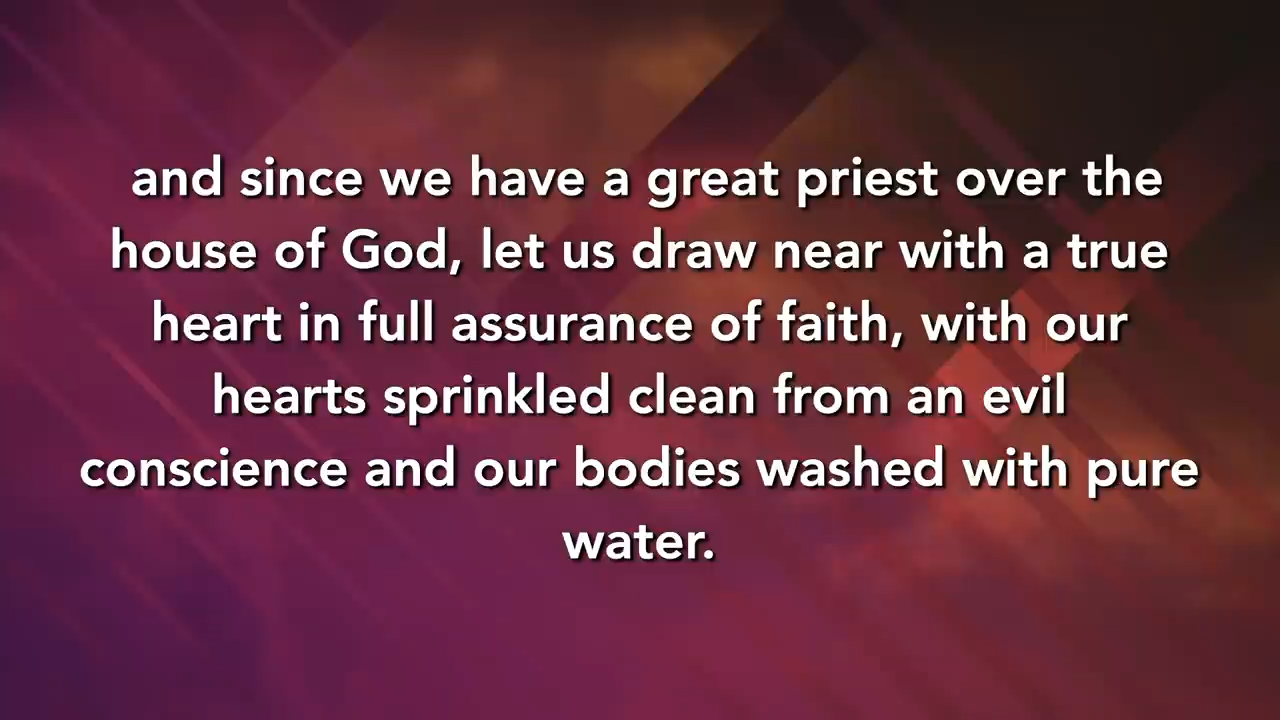 and since we have a great priest over the
house of God, let us draw near with a true
heart in full assurance of faith, with our
hearts sprinkled clean from an evil
conscience and our bodies washed with pure
water.